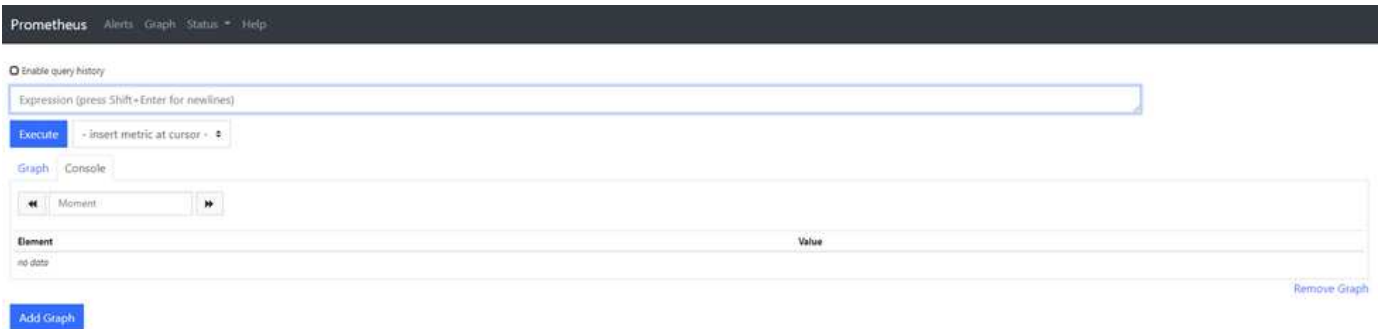 Prometheus Alerts Graph Status Help
Enable query history
Expression (press Shift+Enter for newlines)
Execute - insert metric at cursor -
Graph Console
Moment
Element Value
no data
Remove Graph
Add Graph